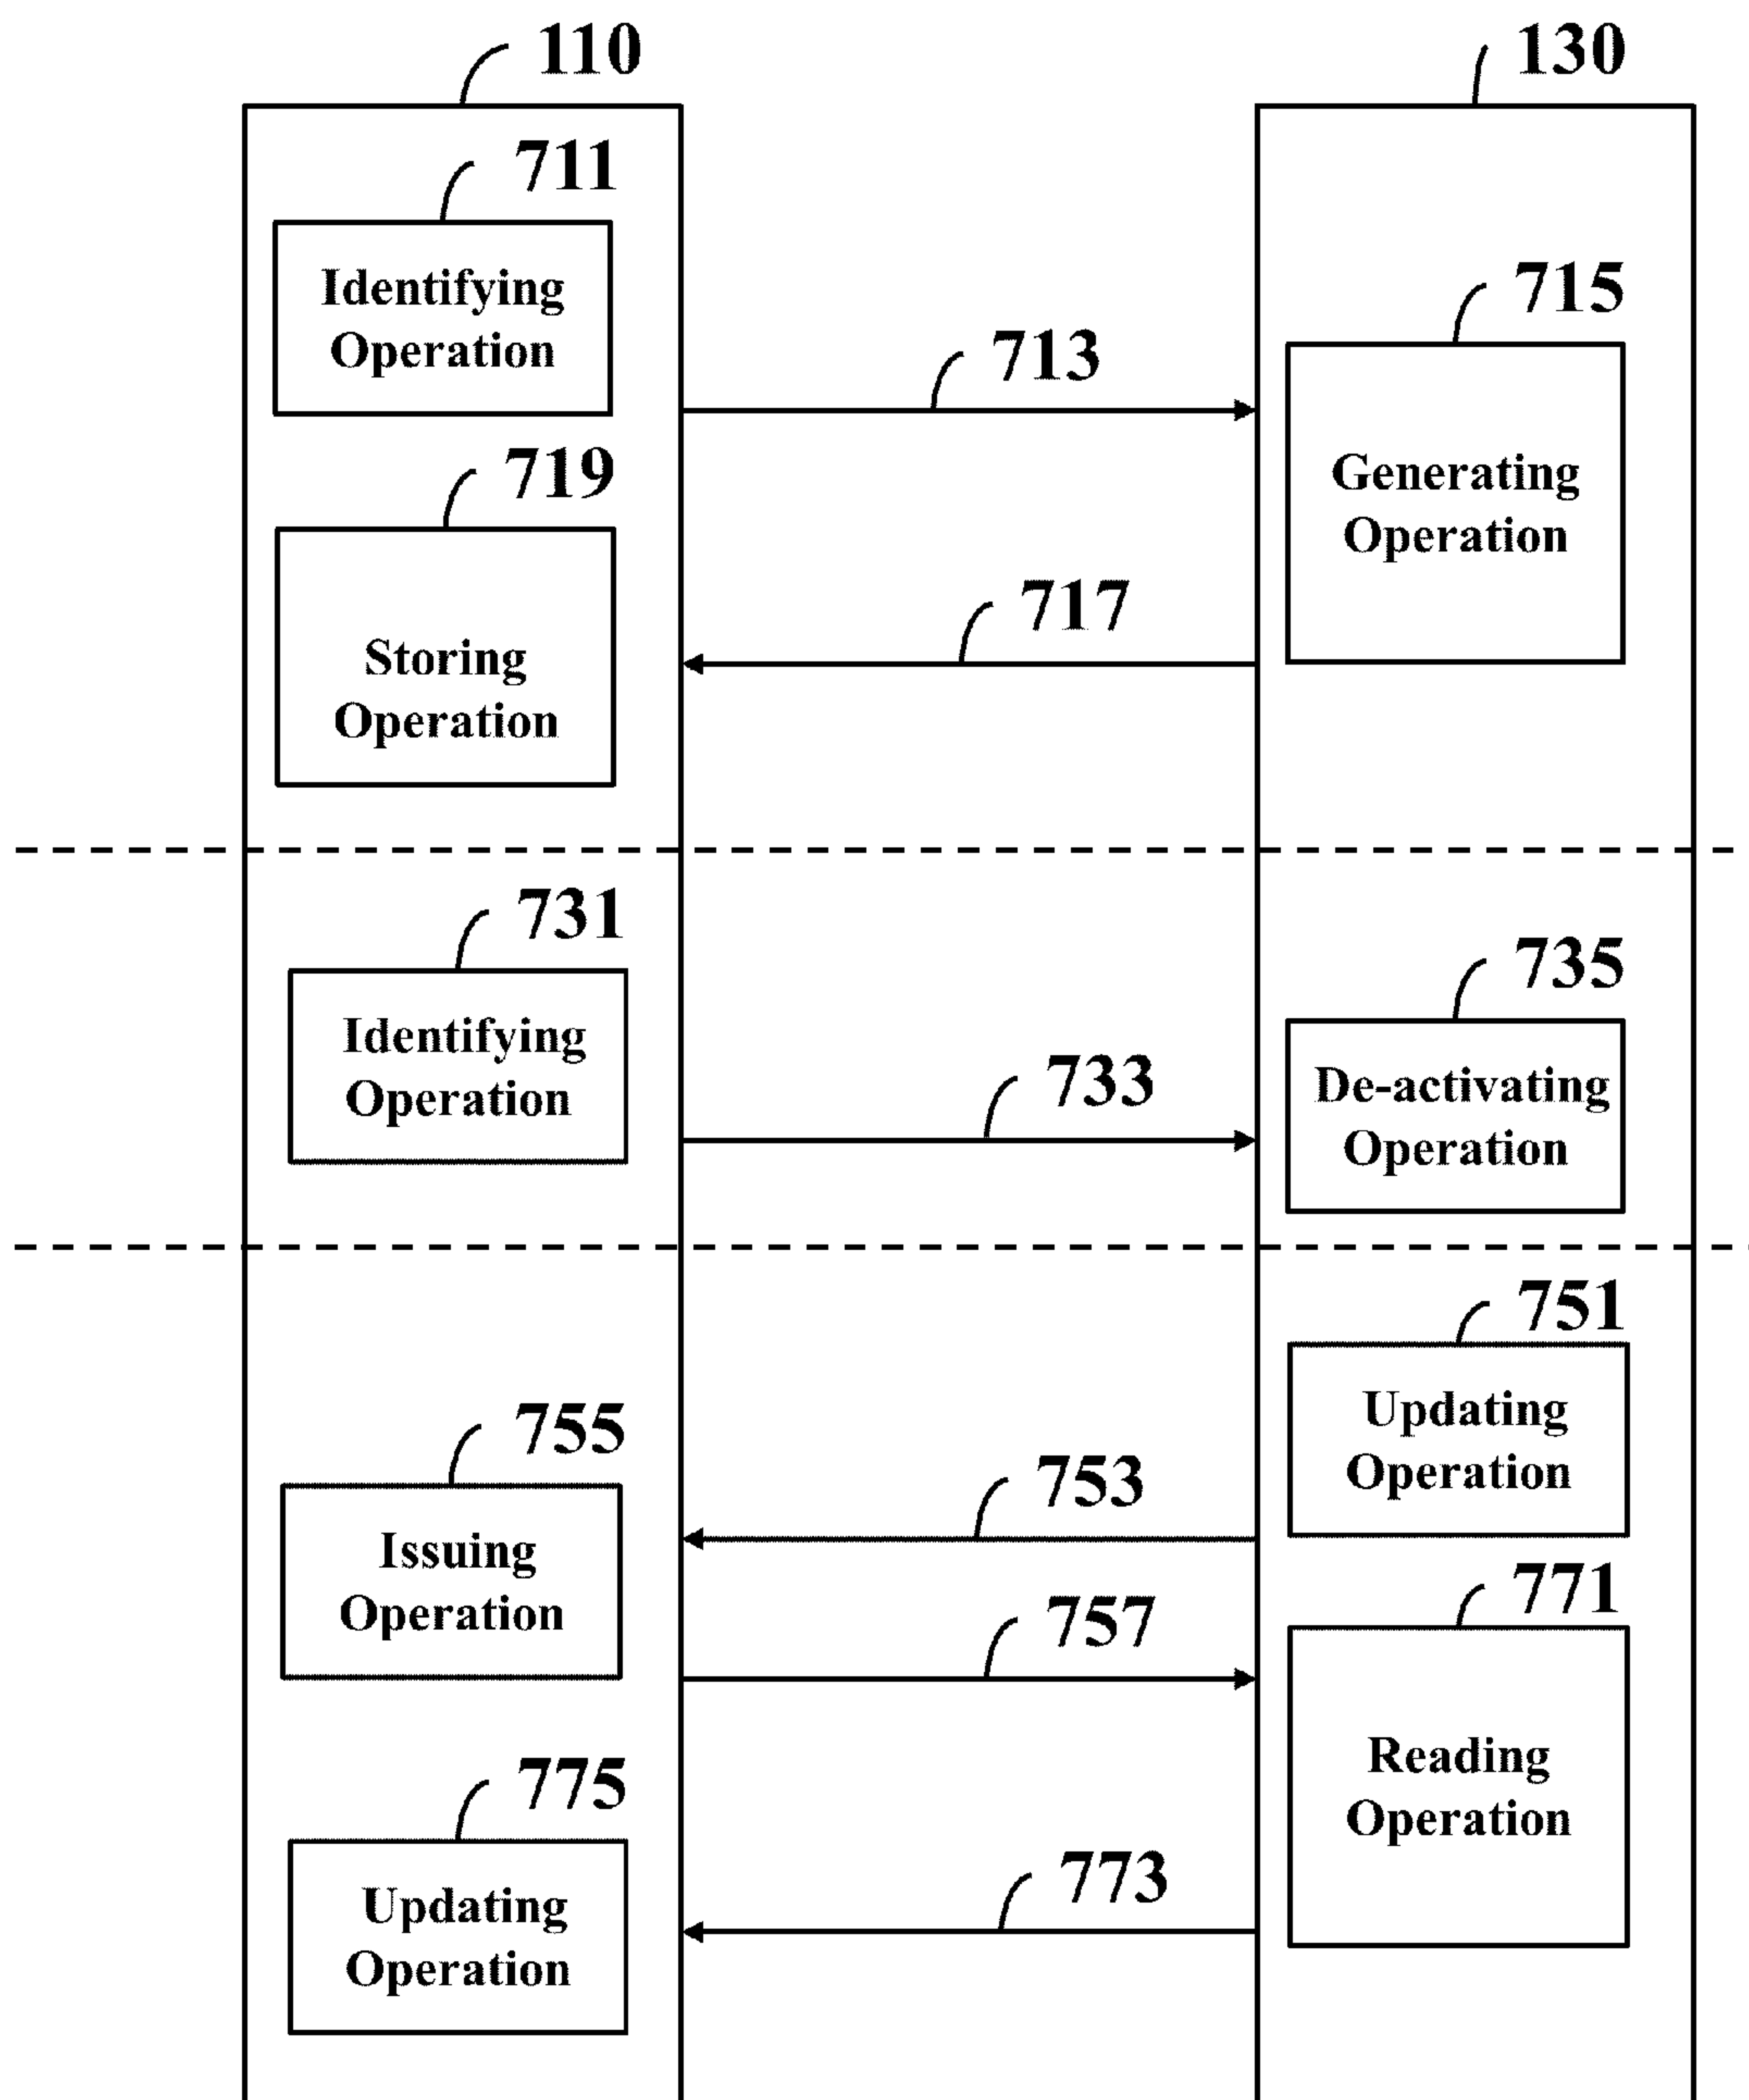 110
130
711
Identifying
Operation
715
713
Generating
Operation
719
717
Storing
Operation
731
Identifying
Operation
735
733
De-activating
Operation
751
Updating
Operation
755
753
Issuing
Operation
771
757
Reading
Operation
775
773
Updating
Operation